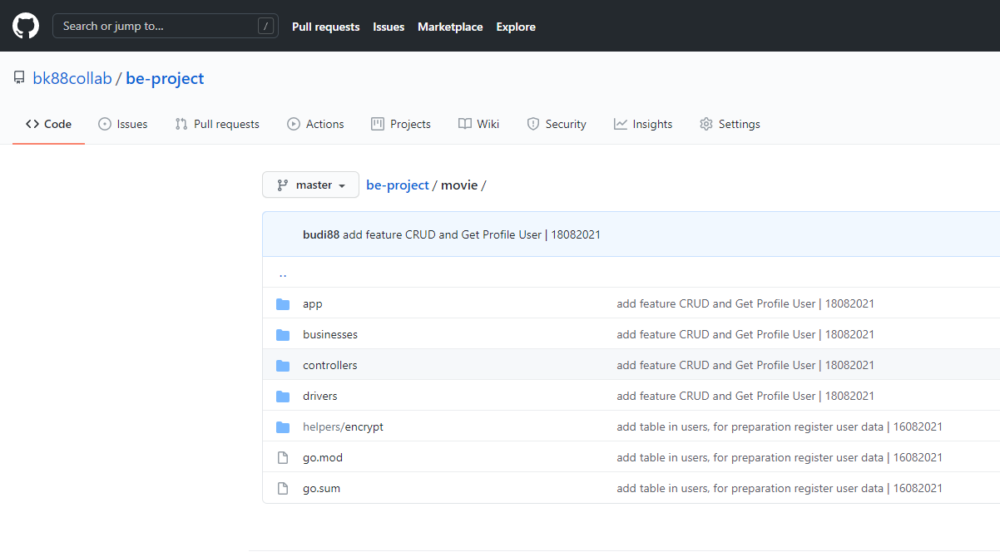 Search or jump to... / Pull requests Issues Marketplace Explore
bk88collab / be-project
Code Issues Pull requests Actions Projects Wiki Security Insights Settings
master be-project / movie /
budi88 add feature CRUD and Get Profile User | 18082021
..
app add feature CRUD and Get Profile User | 18082021
businesses add feature CRUD and Get Profile User | 18082021
controllers add feature CRUD and Get Profile User | 18082021
drivers add feature CRUD and Get Profile User | 18082021
helpers/encrypt add table in users, for preparation register user data | 16082021
go.mod add table in users, for preparation register user data | 16082021
go.sum add table in users, for preparation register user data | 16082021